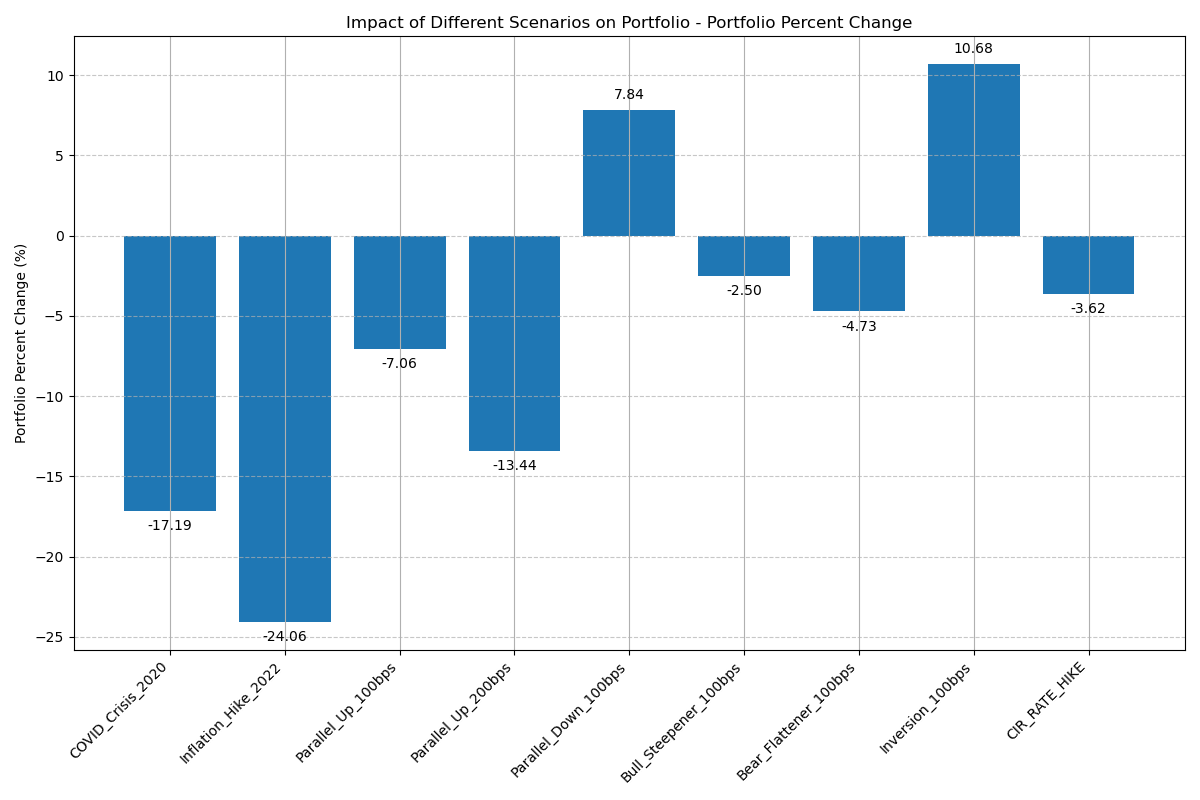 Impact of Different Scenarios on Portfolio - Portfolio Percent Change
Portfolio Percent Change (%)
10
5
0
−5
−10
−15
−20
−25
-17.19
-24.06
-7.06
-13.44
7.84
-2.50
-4.73
10.68
-3.62
COVID_Crisis_2020
Inflation_Hike_2022
Parallel_Up_100bps
Parallel_Up_200bps
Parallel_Down_100bps
Bull_Steepener_100bps
Bear_Flattener_100bps
Inversion_100bps
CIR_RATE_HIKE